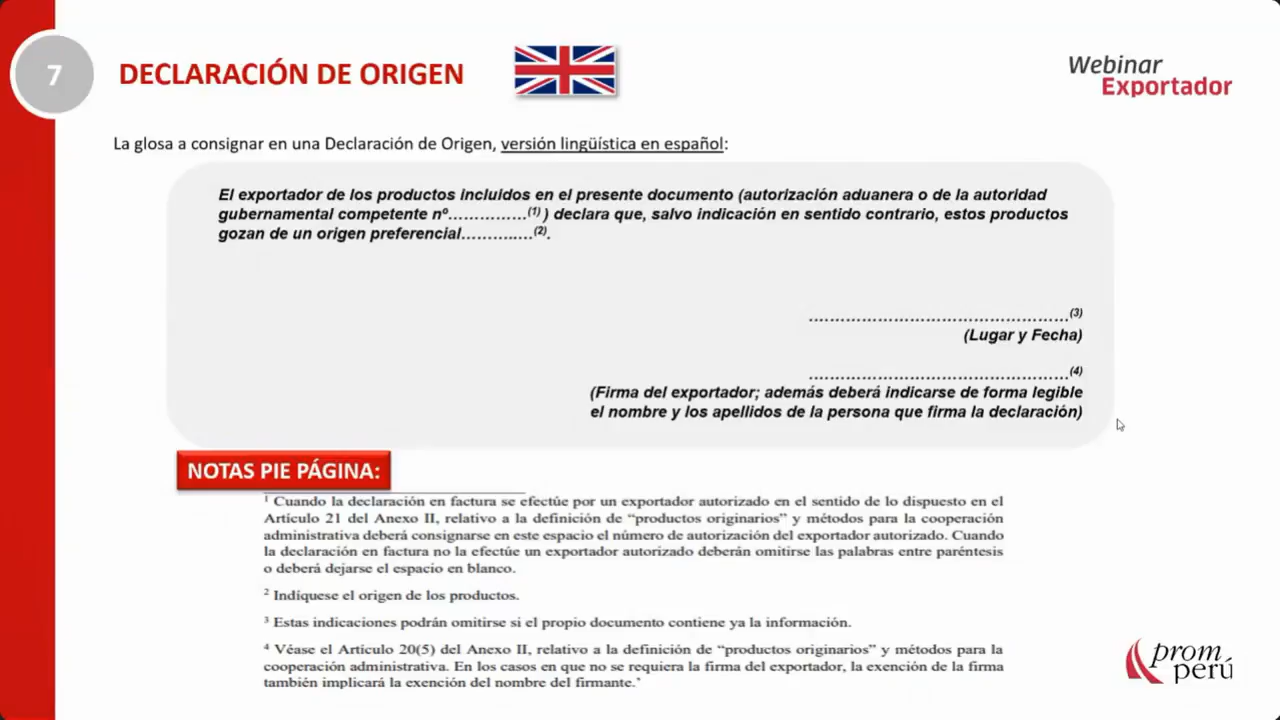 7
DECLARACIÓN DE ORIGEN
Webinar
Exportador
La glosa a consignar en una Declaración de Origen, versión lingüística en español:
El exportador de los productos incluidos en el presente documento (autorización aduanera o de la autoridad
gubernamental competente nº..............(1) ) declara que, salvo indicación en sentido contrario, estos productos
gozan de un origen preferencial..............(2).
..............................................(3)
(Lugar y Fecha)
..............................................(4)
(Firma del exportador; además deberá indicarse de forma legible
el nombre y los apellidos de la persona que firma la declaración)
NOTAS PIE PÁGINA:
1 Cuando la declaración en factura se efectúe por un exportador autorizado en el sentido de lo dispuesto en el
Artículo 21 del Anexo II, relativo a la definición de “productos originarios” y métodos para la cooperación
administrativa deberá consignarse en este espacio el número de autorización del exportador autorizado. Cuando
la declaración en factura no la efectúe un exportador autorizado deberán omitirse las palabras entre paréntesis
o deberá dejarse el espacio en blanco.
2 Indíquese el origen de los productos.
3 Estas indicaciones podrán omitirse si el propio documento contiene ya la información.
4 Véase el Artículo 20(5) del Anexo II, relativo a la definición de “productos originarios” y métodos para la
cooperación administrativa. En los casos en que no se requiera la firma del exportador, la exención de la firma
también implicará la exención del nombre del firmante.’
prom
perú